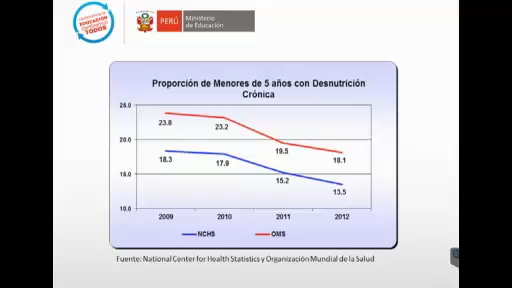 EDUCACIÓN
TODOS
PERÚ
Ministerio
de Educación
Proporción de Menores de 5 años con Desnutrición
Crónica
25.0
20.0
15.0
10.0
23.8
23.2
19.5
18.1
18.3
17.9
15.2
13.5
2009 2010 2011 2012
NCHS OMS
Fuente: National Center for Health Statistics y Organización Mundial de la Salud